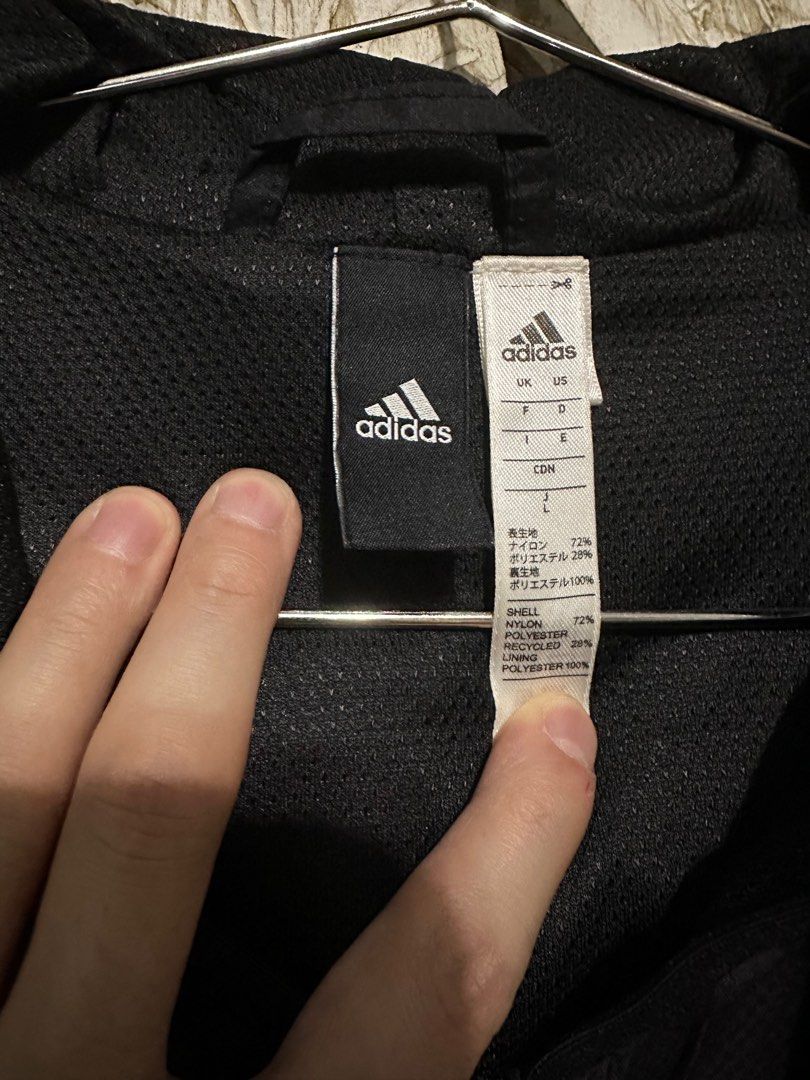 adidas
adidas
UK US
F D
I E
CDN
J
L
表生地
ナイロン 72%
ポリエステル 28%
裏生地
ポリエステル100%
SHELL
NYLON 72%
POLYESTER
RECYCLED 28%
LINING
POLYESTER 100%